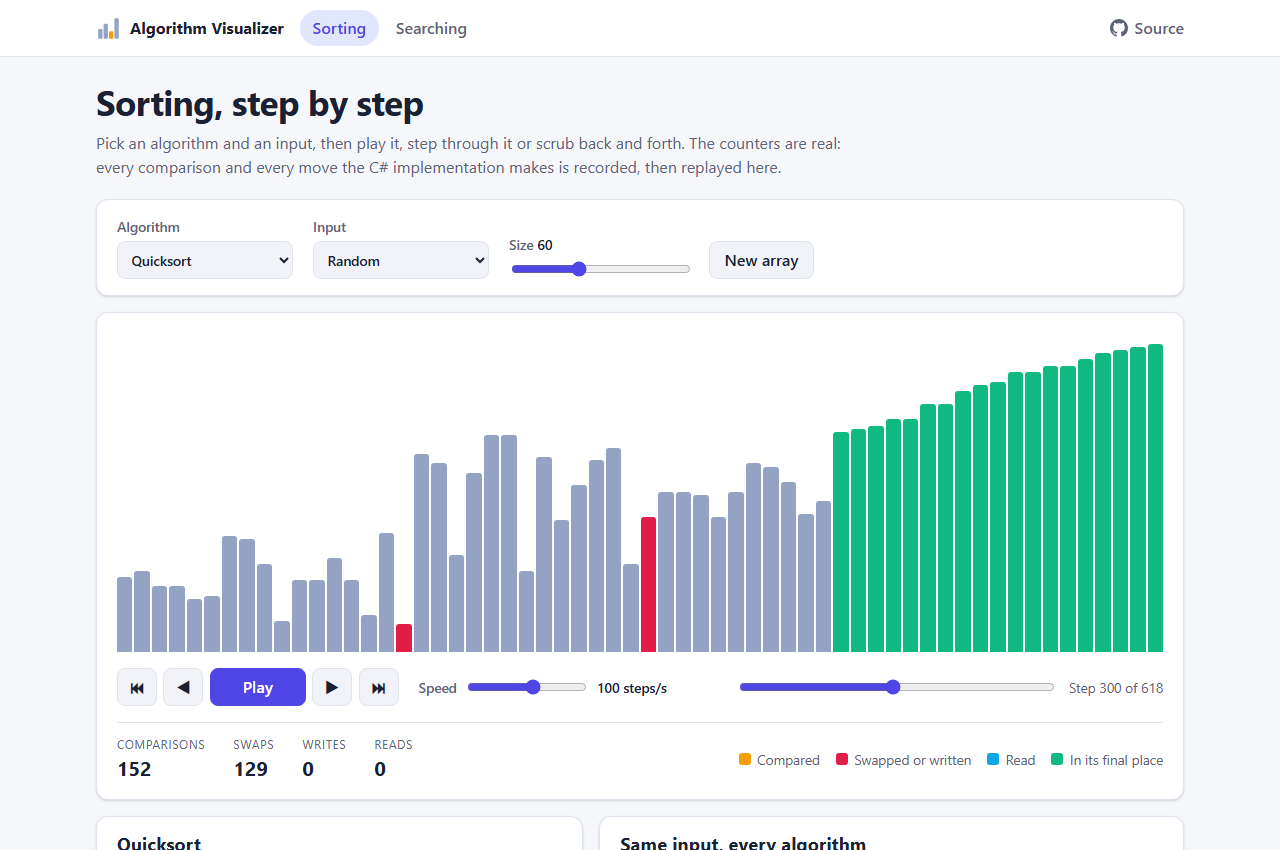 Algorithm Visualizer
Sorting
Searching
Source
Sorting, step by step
Pick an algorithm and an input, then play it, step through it or scrub back and forth. The counters are real:
every comparison and every move the C# implementation makes is recorded, then replayed here.
Algorithm
Input
Size 60
Quicksort
Random
New array
Play
Speed
100 steps/s
Step 300 of 618
COMPARISONS
SWAPS
WRITES
READS
152
129
0
0
Compared
Swapped or written
Read
In its final place
Quicksort
Same input, every algorithm